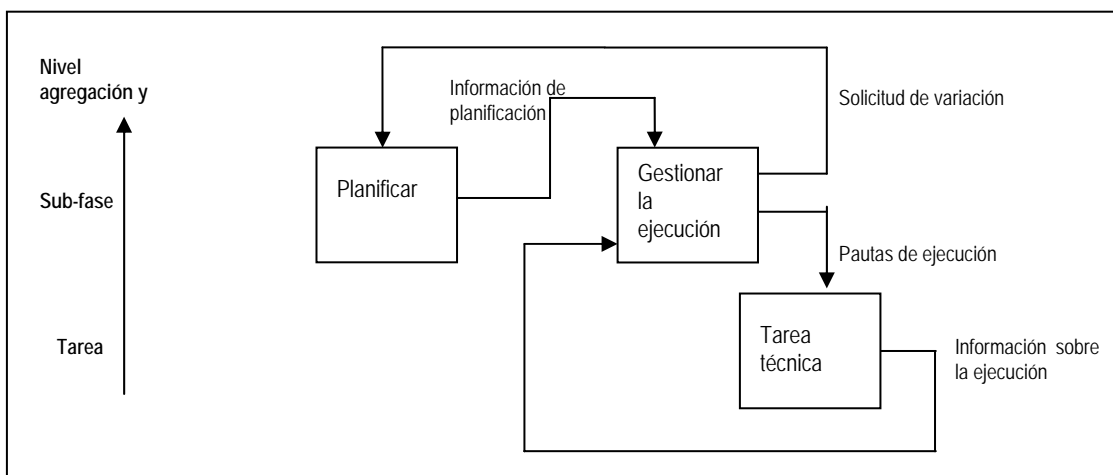 Nivel
agregación y
Sub-fase
Tarea
Información de
planificación
Solicitud de variación
Planificar
Gestionar
la
ejecución
Pautas de ejecución
Tarea
técnica
Información sobre
la ejecución